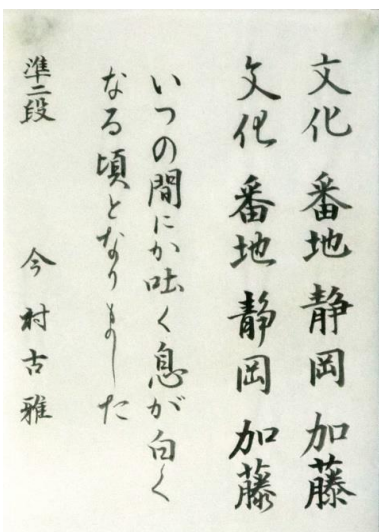 文化 番地 静岡 加藤
文化 番地 静岡 加藤
いつの間にか吐く息が白く
なる頃となりました
準二段 今村古雅